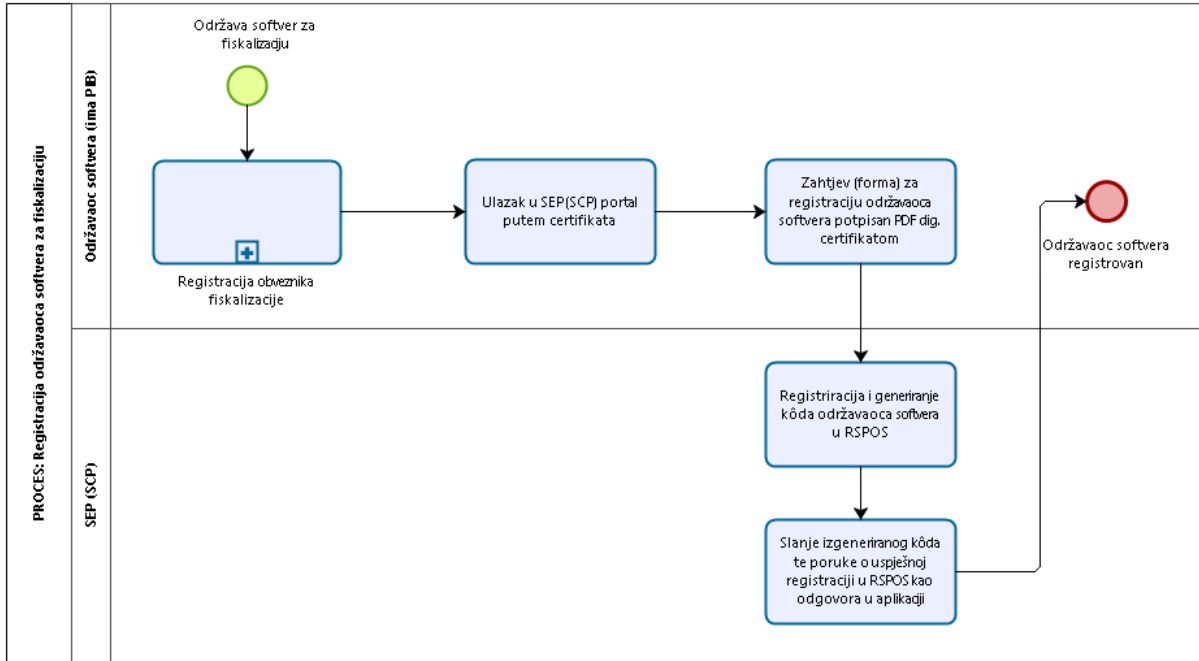 PROCES: Registracija održavaoca softvera za fiskalizaciju
Održavaoc softvera (ima PIB)
Održava softver za
fiskalizaciju
Registracija obveznika
fiskalizacije
Ulazak u SEP(SCP) portal
putem certifikata
Zahtjev (forma) za
registraciju održavaoca
softvera potpisan PDF dig.
certifikatom
Održavaoc softvera
registrovan
SEP (SCP)
Registriracija i generiranje
kôda održavaoca softvera
u RSPOS
Slanje izgeneriranog kôda
te poruke o uspješnoj
registraciji u RSPOS kao
odgovora u aplikaciji